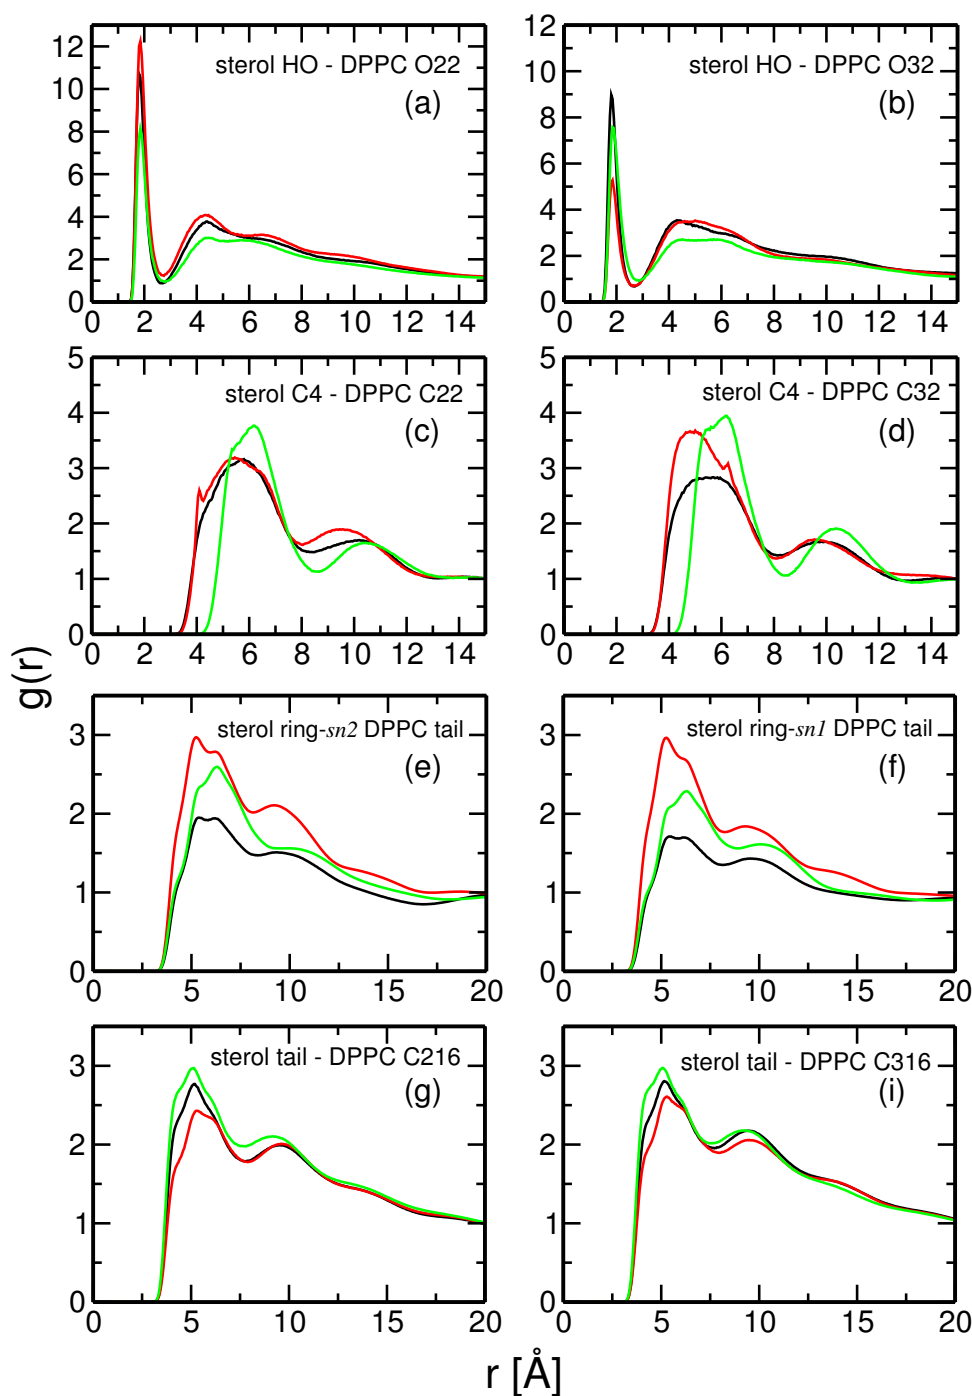 12
10
8
6
4
2
0
sterol HO - DPPC O22
(a)
0 2 4 6 8 10 12 14
12
10
8
6
4
2
0
sterol HO - DPPC O32
(b)
0 2 4 6 8 10 12 14
5
4
3
2
1
0
sterol C4 - DPPC C22
(c)
0 2 4 6 8 10 12 14
5
4
3
2
1
0
sterol C4 - DPPC C32
(d)
0 2 4 6 8 10 12 14
g(r)
3
2
1
0
sterol ring-sn2 DPPC tail
(e)
0 5 10 15 20
3
2
1
0
sterol ring-sn1 DPPC tail
(f)
0 5 10 15 20
3
2
1
0
sterol tail - DPPC C216
(g)
0 5 10 15 20
3
2
1
0
sterol tail - DPPC C316
(i)
0 5 10 15 20
r [Å]